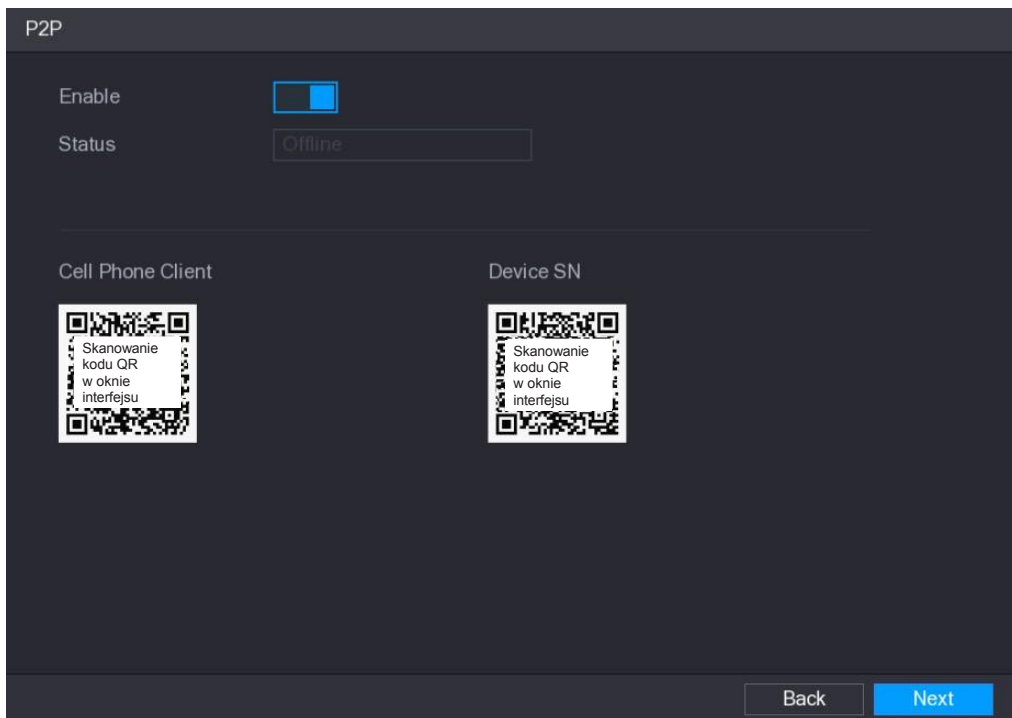 P2P
Enable
Status
Offline
Cell Phone Client
Device SN
Skanowanie
kodu QR
w oknie
interfejsu
Skanowanie
kodu QR
w oknie
interfejsu
Back
Next